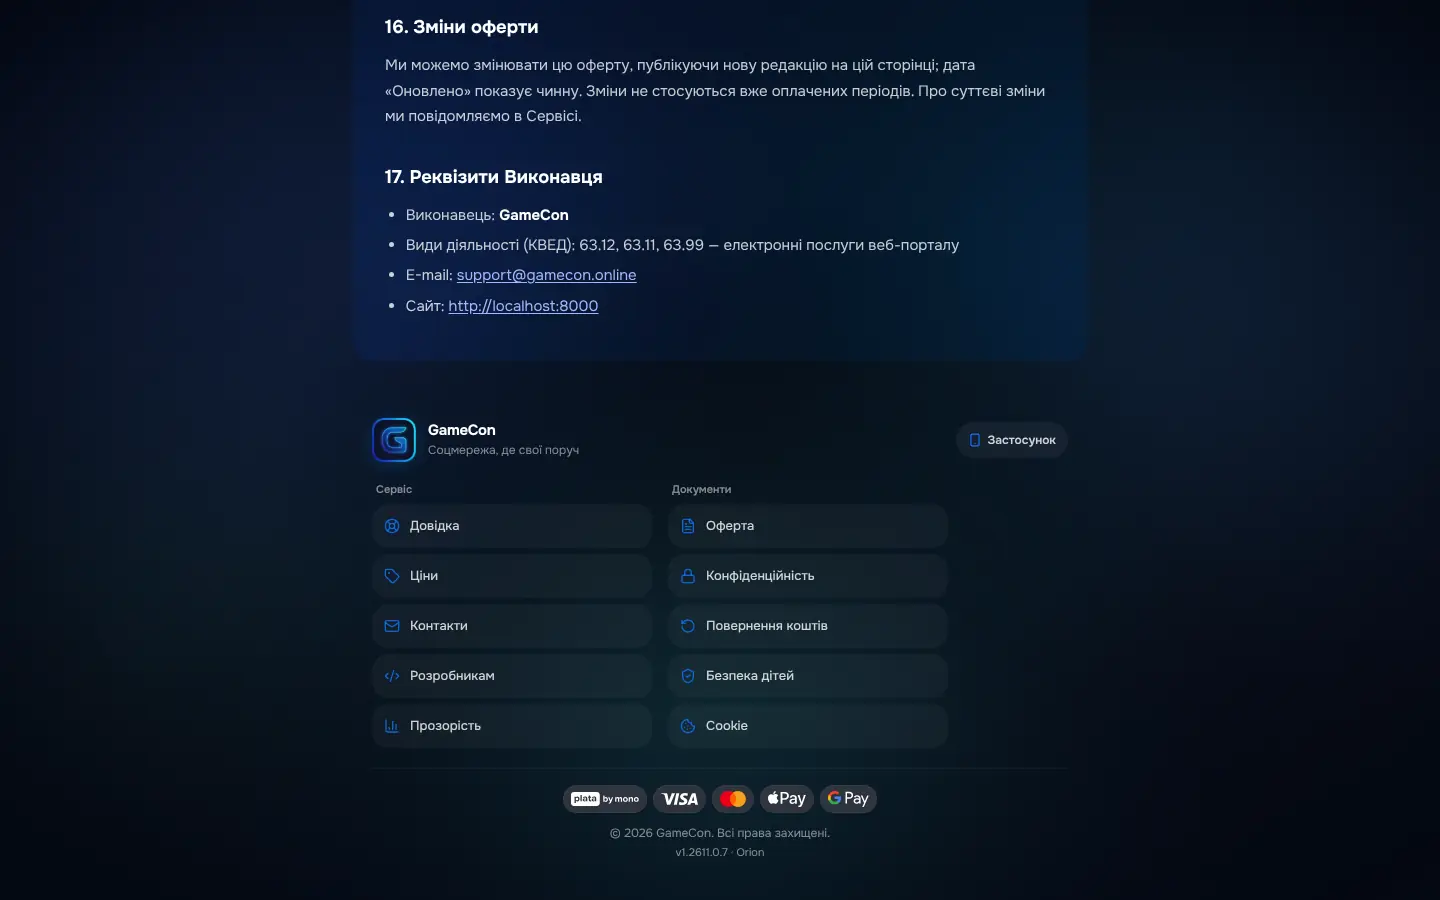 16. Зміни оферти
Ми можемо змінювати цю оферту, публікуючи нову редакцію на цій сторінці; дата
«Оновлено» показує чинну. Зміни не стосуються вже оплачених періодів. Про суттєві зміни
ми повідомляємо в Сервісі.
17. Реквізити Виконавця
Виконавець: GameCon
Види діяльності (КВЕД): 63.12, 63.11, 63.99 — електронні послуги веб-порталу
E-mail: support@gamecon.online
Сайт: http://localhost:8000
GameCon
Соцмережа, де свої поруч
Застосунок
Сервіс
Довідка
Ціни
Контакти
Розробникам
Прозорість
Документи
Оферта
Конфіденційність
Повернення коштів
Безпека дітей
Cookie
plata by mono VISA Pay G Pay
© 2026 GameCon. Всі права захищені.
v1.2611.0.7 · Orion